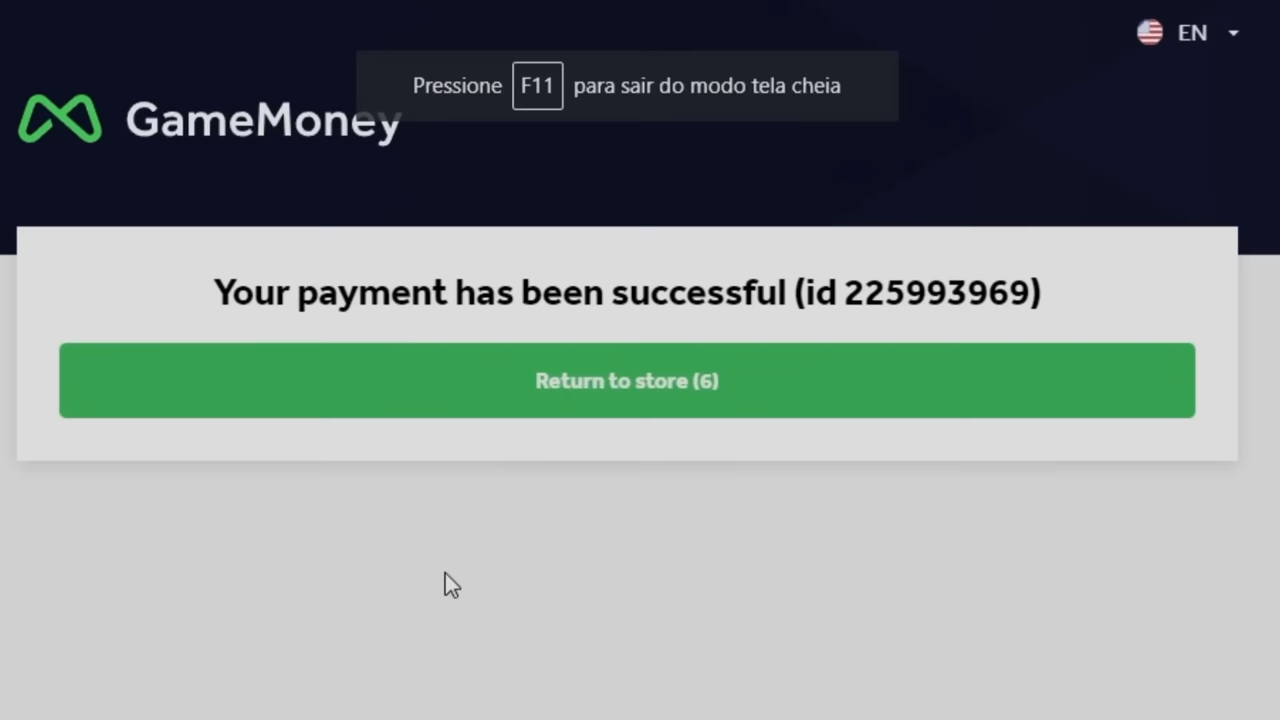 EN
Pressione F11 para sair do modo tela cheia
GameMoney
Your payment has been successful (id 225993969)
Return to store (6)